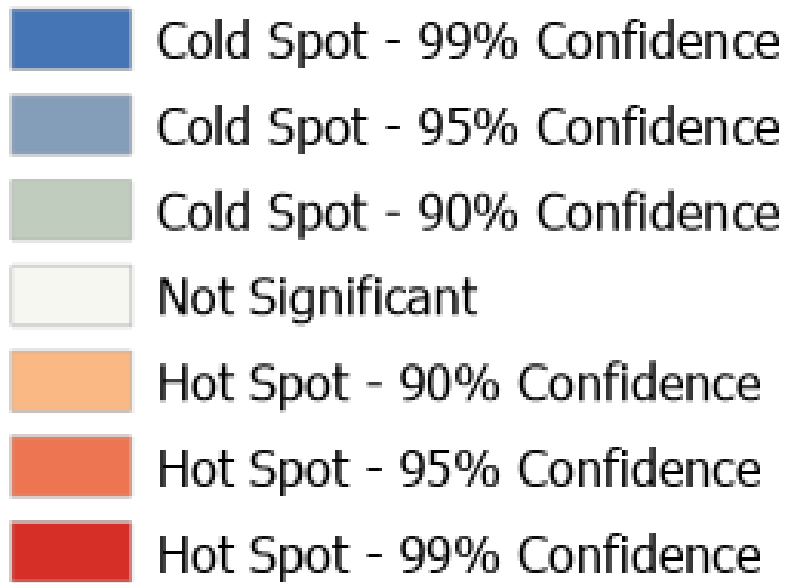 Cold Spot - 99% Confidence
Cold Spot - 95% Confidence
Cold Spot - 90% Confidence
Not Significant
Hot Spot - 90% Confidence
Hot Spot - 95% Confidence
Hot Spot - 99% Confidence